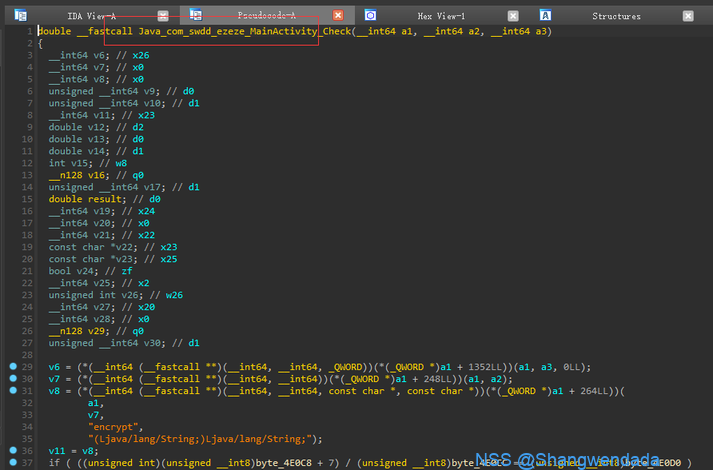 IDA View-A Pseudocode-A Hex View-1 A Structures
1 double __fastcall Java_com_swdd_ezeze_MainActivity_Check(__int64 a1, __int64 a2, __int64 a3)
2 {
3 __int64 v6; // x26
4 __int64 v7; // x0
5 __int64 v8; // x0
6 unsigned __int64 v9; // d0
7 unsigned __int64 v10; // d1
8 __int64 v11; // x23
9 double v12; // d2
10 double v13; // d0
11 double v14; // d1
12 int v15; // w8
13 __n128 v16; // q0
14 unsigned __int64 v17; // d1
15 double result; // d0
16 __int64 v19; // x24
17 __int64 v20; // x0
18 __int64 v21; // x22
19 const char *v22; // x23
20 const char *v23; // x25
21 bool v24; // zf
22 __int64 v25; // x2
23 unsigned int v26; // w26
24 __int64 v27; // x20
25 __int64 v28; // x0
26 __n128 v29; // q0
27 unsigned __int64 v30; // d1
28
29 v6 = (*(__int64 (__fastcall **)(__int64, __int64, _QWORD))(*(_QWORD *)a1 + 1352LL))(a1, a3, 0LL);
30 v7 = (*(__int64 (__fastcall **)(__int64, __int64))(*(_QWORD *)a1 + 248LL))(a1, a2);
31 v8 = (*(__int64 (__fastcall **)(__int64, __int64, const char *, const char *))(*(_QWORD *)a1 + 264LL))(
32 a1,
33 v7,
34 "encrypt",
35 "(Ljava/lang/String;)Ljava/lang/String;");
36 v11 = v8;
37 if ( ((unsigned int)(unsigned __int8)byte_4E0C8 + 7) / (unsigned __int8)byte_4E0CC == (unsigned __int8)byte_4E0D0 )
NSS @Shangwendada